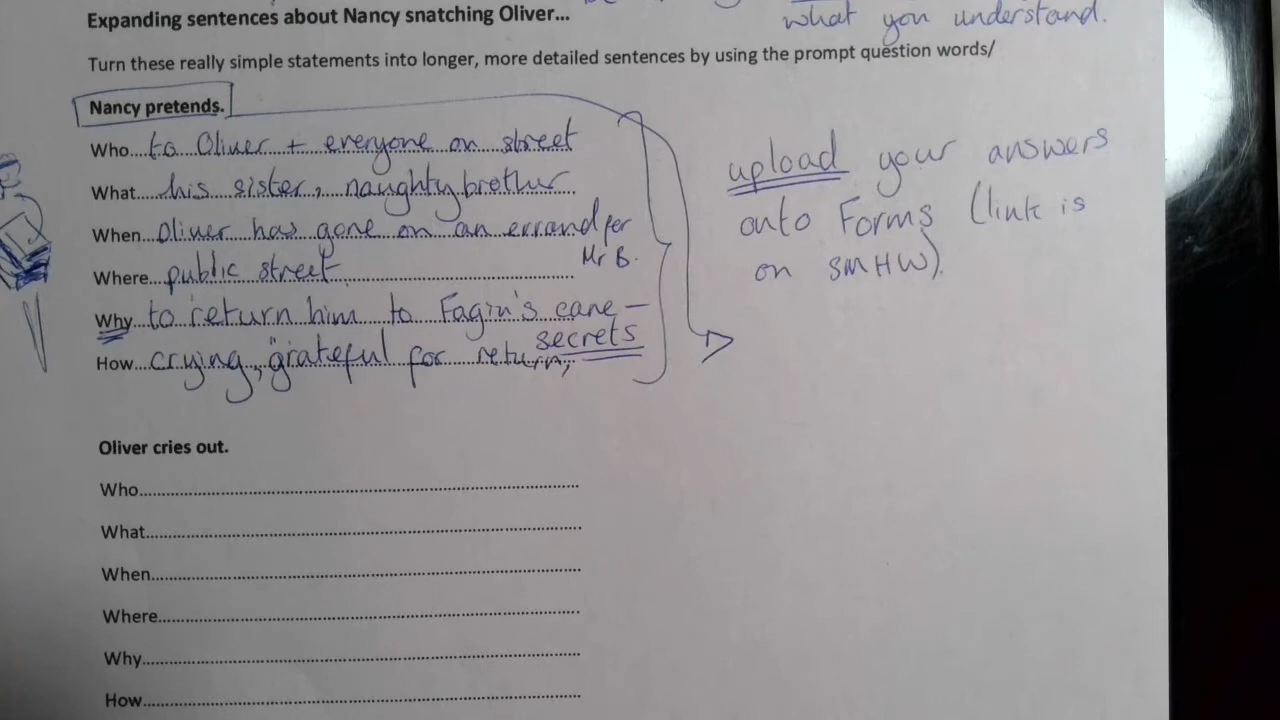 Expanding sentences about Nancy snatching Oliver...
what you understand.
Turn these really simple statements into longer, more detailed sentences by using the prompt question words/
Nancy pretends.
Who...to Oliver + everyone on street
What...his sister, naughty brother
When...Oliver has gone on an errand for
Mr B.
Where...public street
Why...to return him to Fagin's care –
secrets
How...crying, grateful for return,
upload your answers
onto Forms (link is
on SMHW).
Oliver cries out.
Who...
What...
When...
Where...
Why...
How...